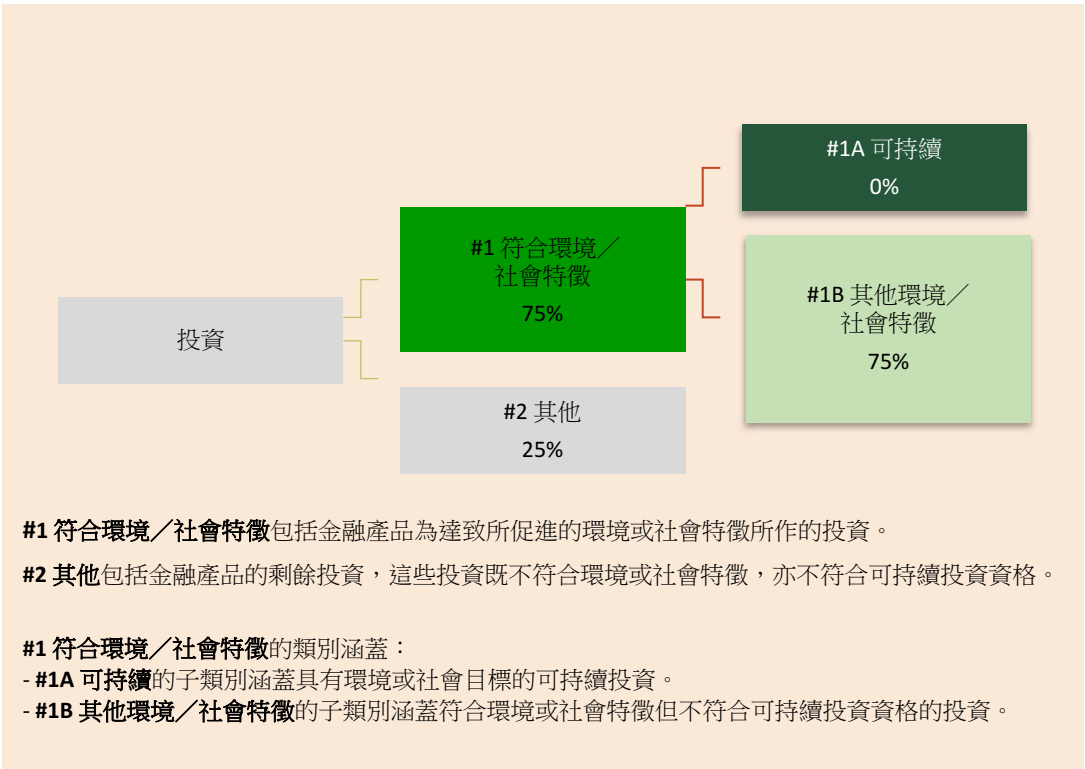 #1A 可持續
0%
#1 符合環境／
社會特徵
75%
#1B 其他環境／
社會特徵
75%
投資
#2 其他
25%
#1 符合環境／社會特徵包括金融產品為達致所促進的環境或社會特徵所作的投資。
#2 其他包括金融產品的剩餘投資，這些投資既不符合環境或社會特徵，亦不符合可持續投資資格。
#1 符合環境／社會特徵的類別涵蓋：
- #1A 可持續的子類別涵蓋具有環境或社會目標的可持續投資。
- #1B 其他環境／社會特徵的子類別涵蓋符合環境或社會特徵但不符合可持續投資資格的投資。